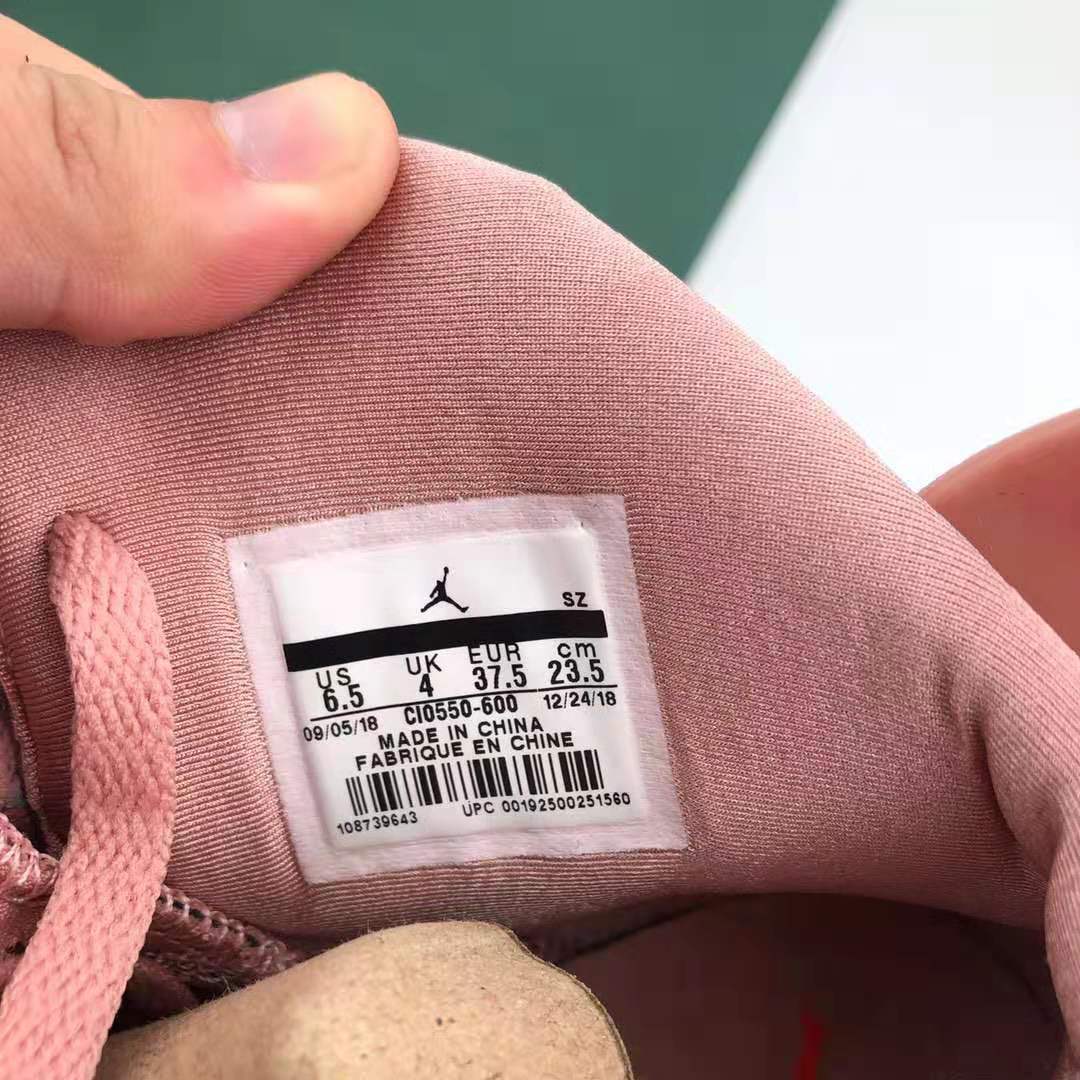 SZ
US UK EUR cm
6.5 4 37.5 23.5
09/05/18 CI0550-600 12/24/18
MADE IN CHINA
FABRIQUE EN CHINE
108739643 UPC 00192500251560